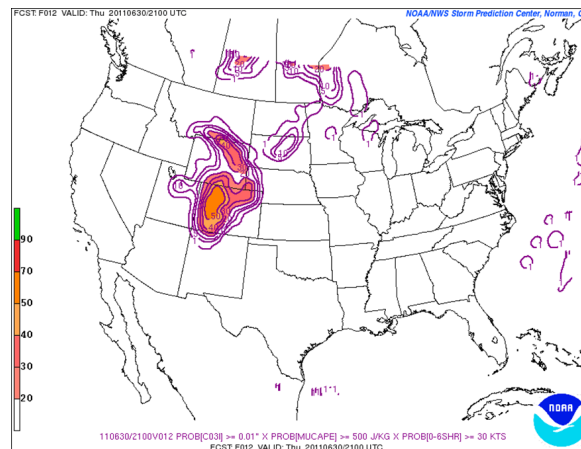 FCST: F012 VALID: Thu 20110630/2100 UTC
NOAA/NWS Storm Prediction Center, Norman,
90
70
50
40
30
20
50
NOAA
110630/2100V012 PROB[C03I] >= 0.01" X PROB[MUCAPE] >= 500 J/KG X PROB[0-6SHR] >= 30 KTS
FCST: F012 VALID: Thu 20110630/2100 UTC